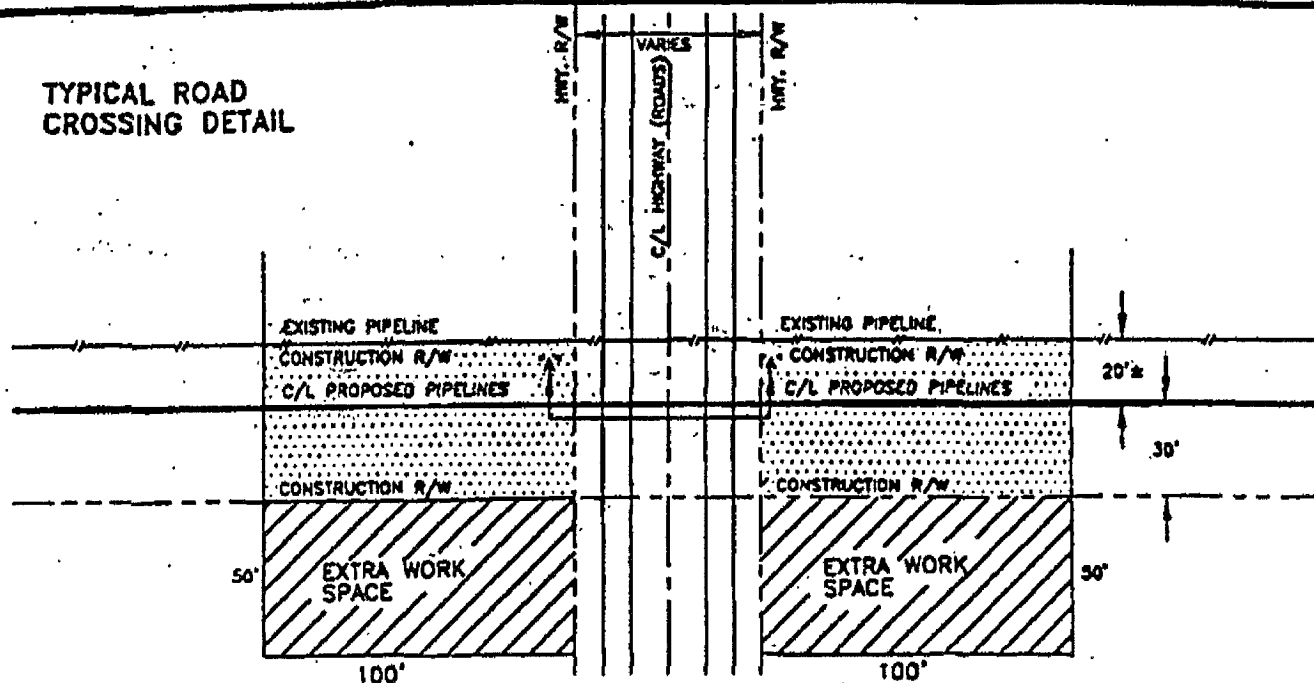 TYPICAL ROAD
CROSSING DETAIL
HWY. R/W
VARIES
HWY. R/W
C/L HIGHWAY (ROADS)
EXISTING PIPELINE
CONSTRUCTION R/W
C/L PROPOSED PIPELINES
CONSTRUCTION R/W
EXTRA WORK
SPACE
50'
100'
EXISTING PIPELINE
CONSTRUCTION R/W
C/L PROPOSED PIPELINES
CONSTRUCTION R/W
EXTRA WORK
SPACE
50'
100'
20'±
30'